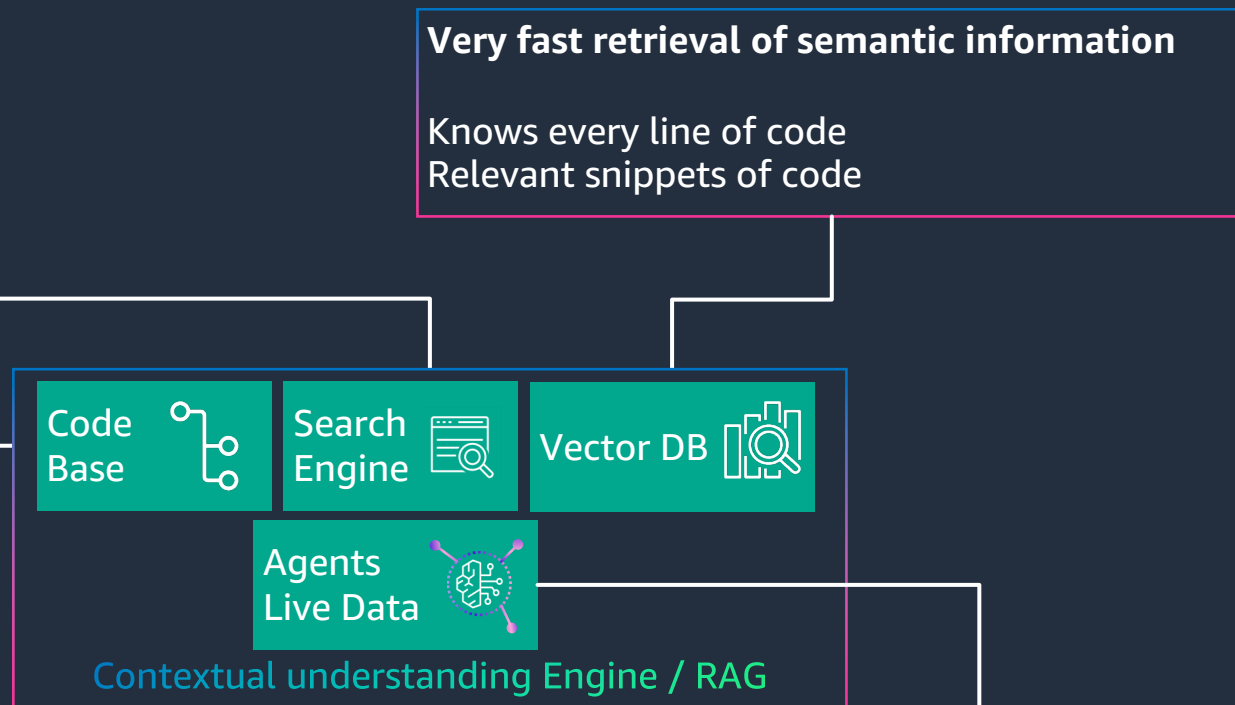 Very fast retrieval of semantic information
Knows every line of code
Relevant snippets of code
Code
Base
Search
Engine
Vector DB
Agents
Live Data
Contextual understanding Engine / RAG